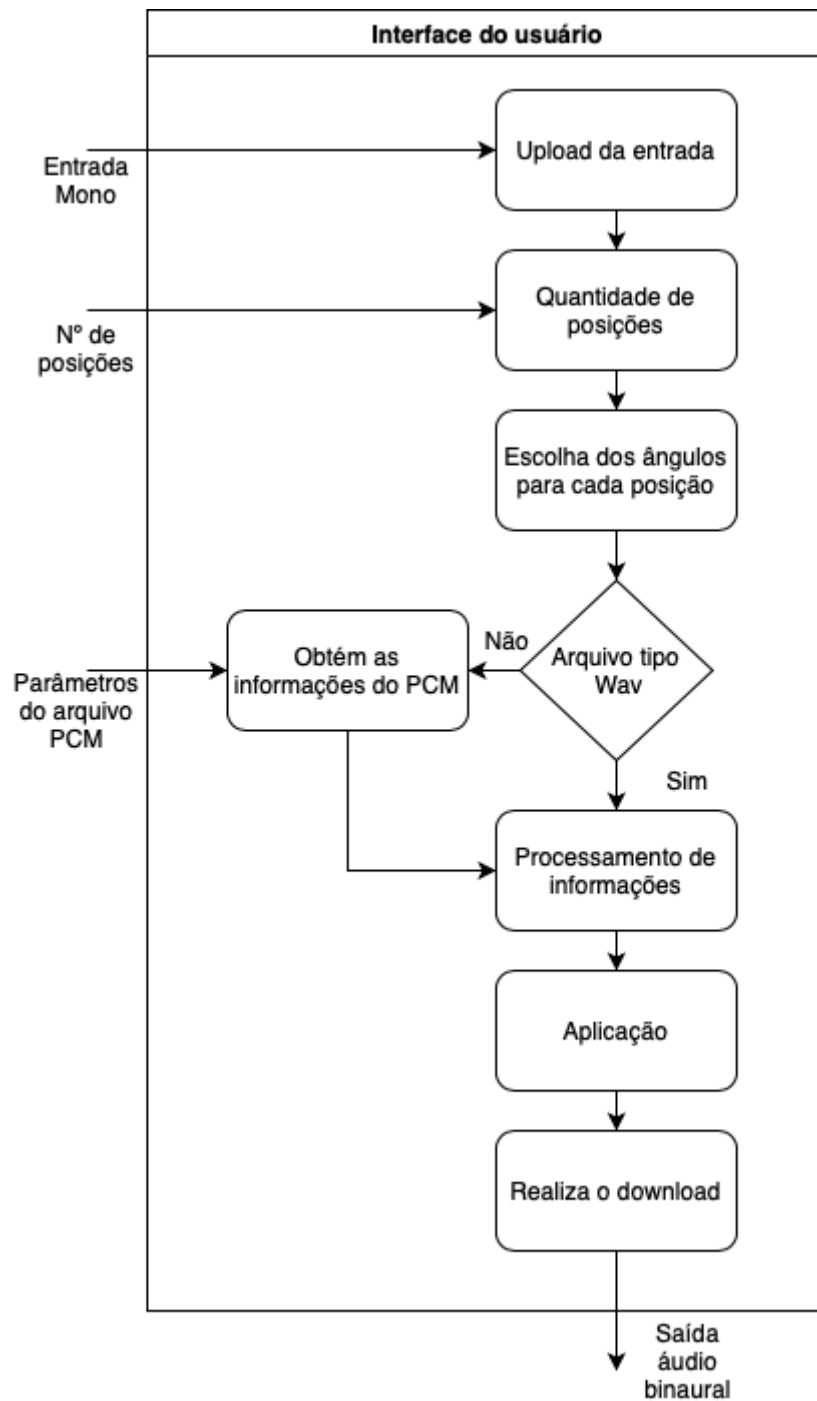 Interface do usuário
Upload da entrada
Entrada
Mono
Quantidade de
posições
Nº de
posições
Escolha dos ângulos
para cada posição
Não
Arquivo tipo
Wav
Obtém as
informações do PCM
Parâmetros
do arquivo
PCM
Sim
Processamento de
informações
Aplicação
Realiza o download
Saída
áudio
binaural